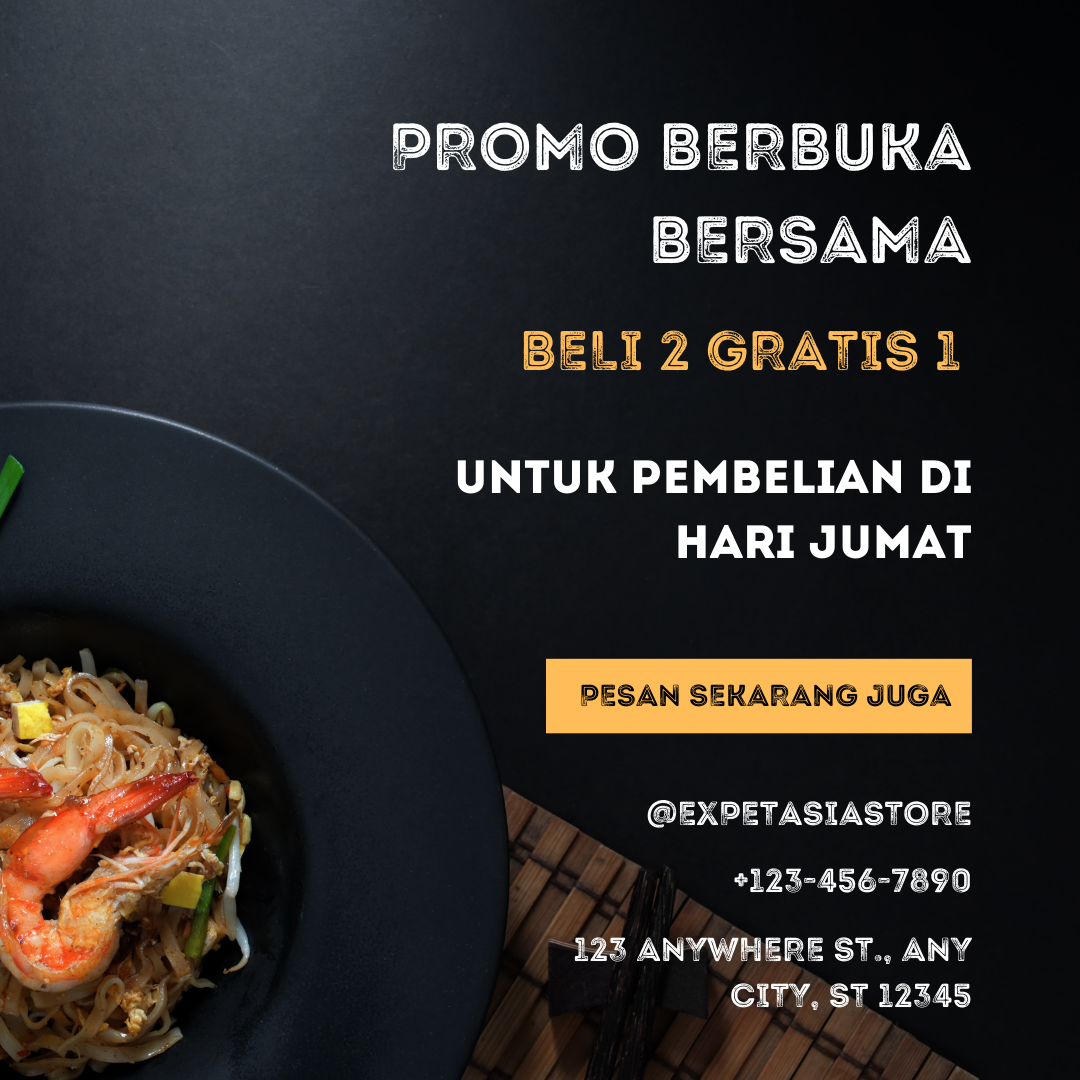 PROMO BERBUKA
BERSAMA
BELI 2 GRATIS 1
UNTUK PEMBELIAN DI
HARI JUMAT
PESAN SEKARANG JUGA
@EXPETASIASTORE
+123-456-7890
123 ANYWHERE ST., ANY
CITY, ST 12345